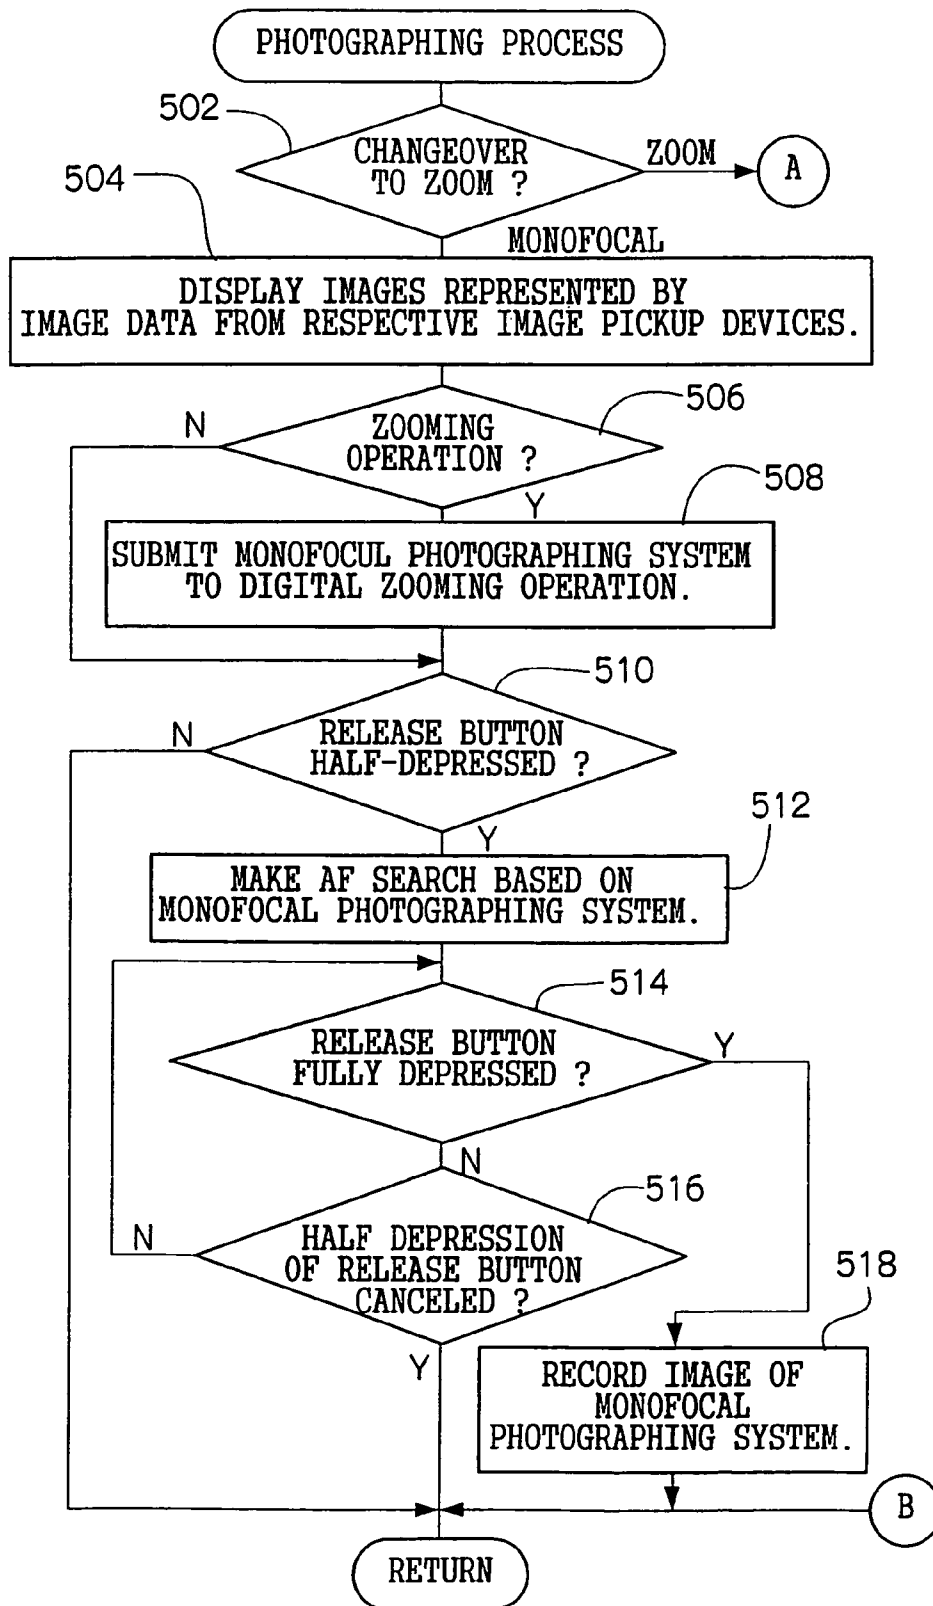 PHOTOGRAPHING PROCESS
502
CHANGEOVER
TO ZOOM ?
ZOOM
A
504
MONOFOCAL
DISPLAY IMAGES REPRESENTED BY
IMAGE DATA FROM RESPECTIVE IMAGE PICKUP DEVICES.
506
N
ZOOMING
OPERATION ?
Y
508
SUBMIT MONOFOCUL PHOTOGRAPHING SYSTEM
TO DIGITAL ZOOMING OPERATION.
510
N
RELEASE BUTTON
HALF-DEPRESSED ?
Y
512
MAKE AF SEARCH BASED ON
MONOFOCAL PHOTOGRAPHING SYSTEM.
514
RELEASE BUTTON
FULLY DEPRESSED ?
Y
N
516
N
HALF DEPRESSION
OF RELEASE BUTTON
CANCELED ?
Y
518
RECORD IMAGE OF
MONOFOCAL
PHOTOGRAPHING SYSTEM.
B
RETURN